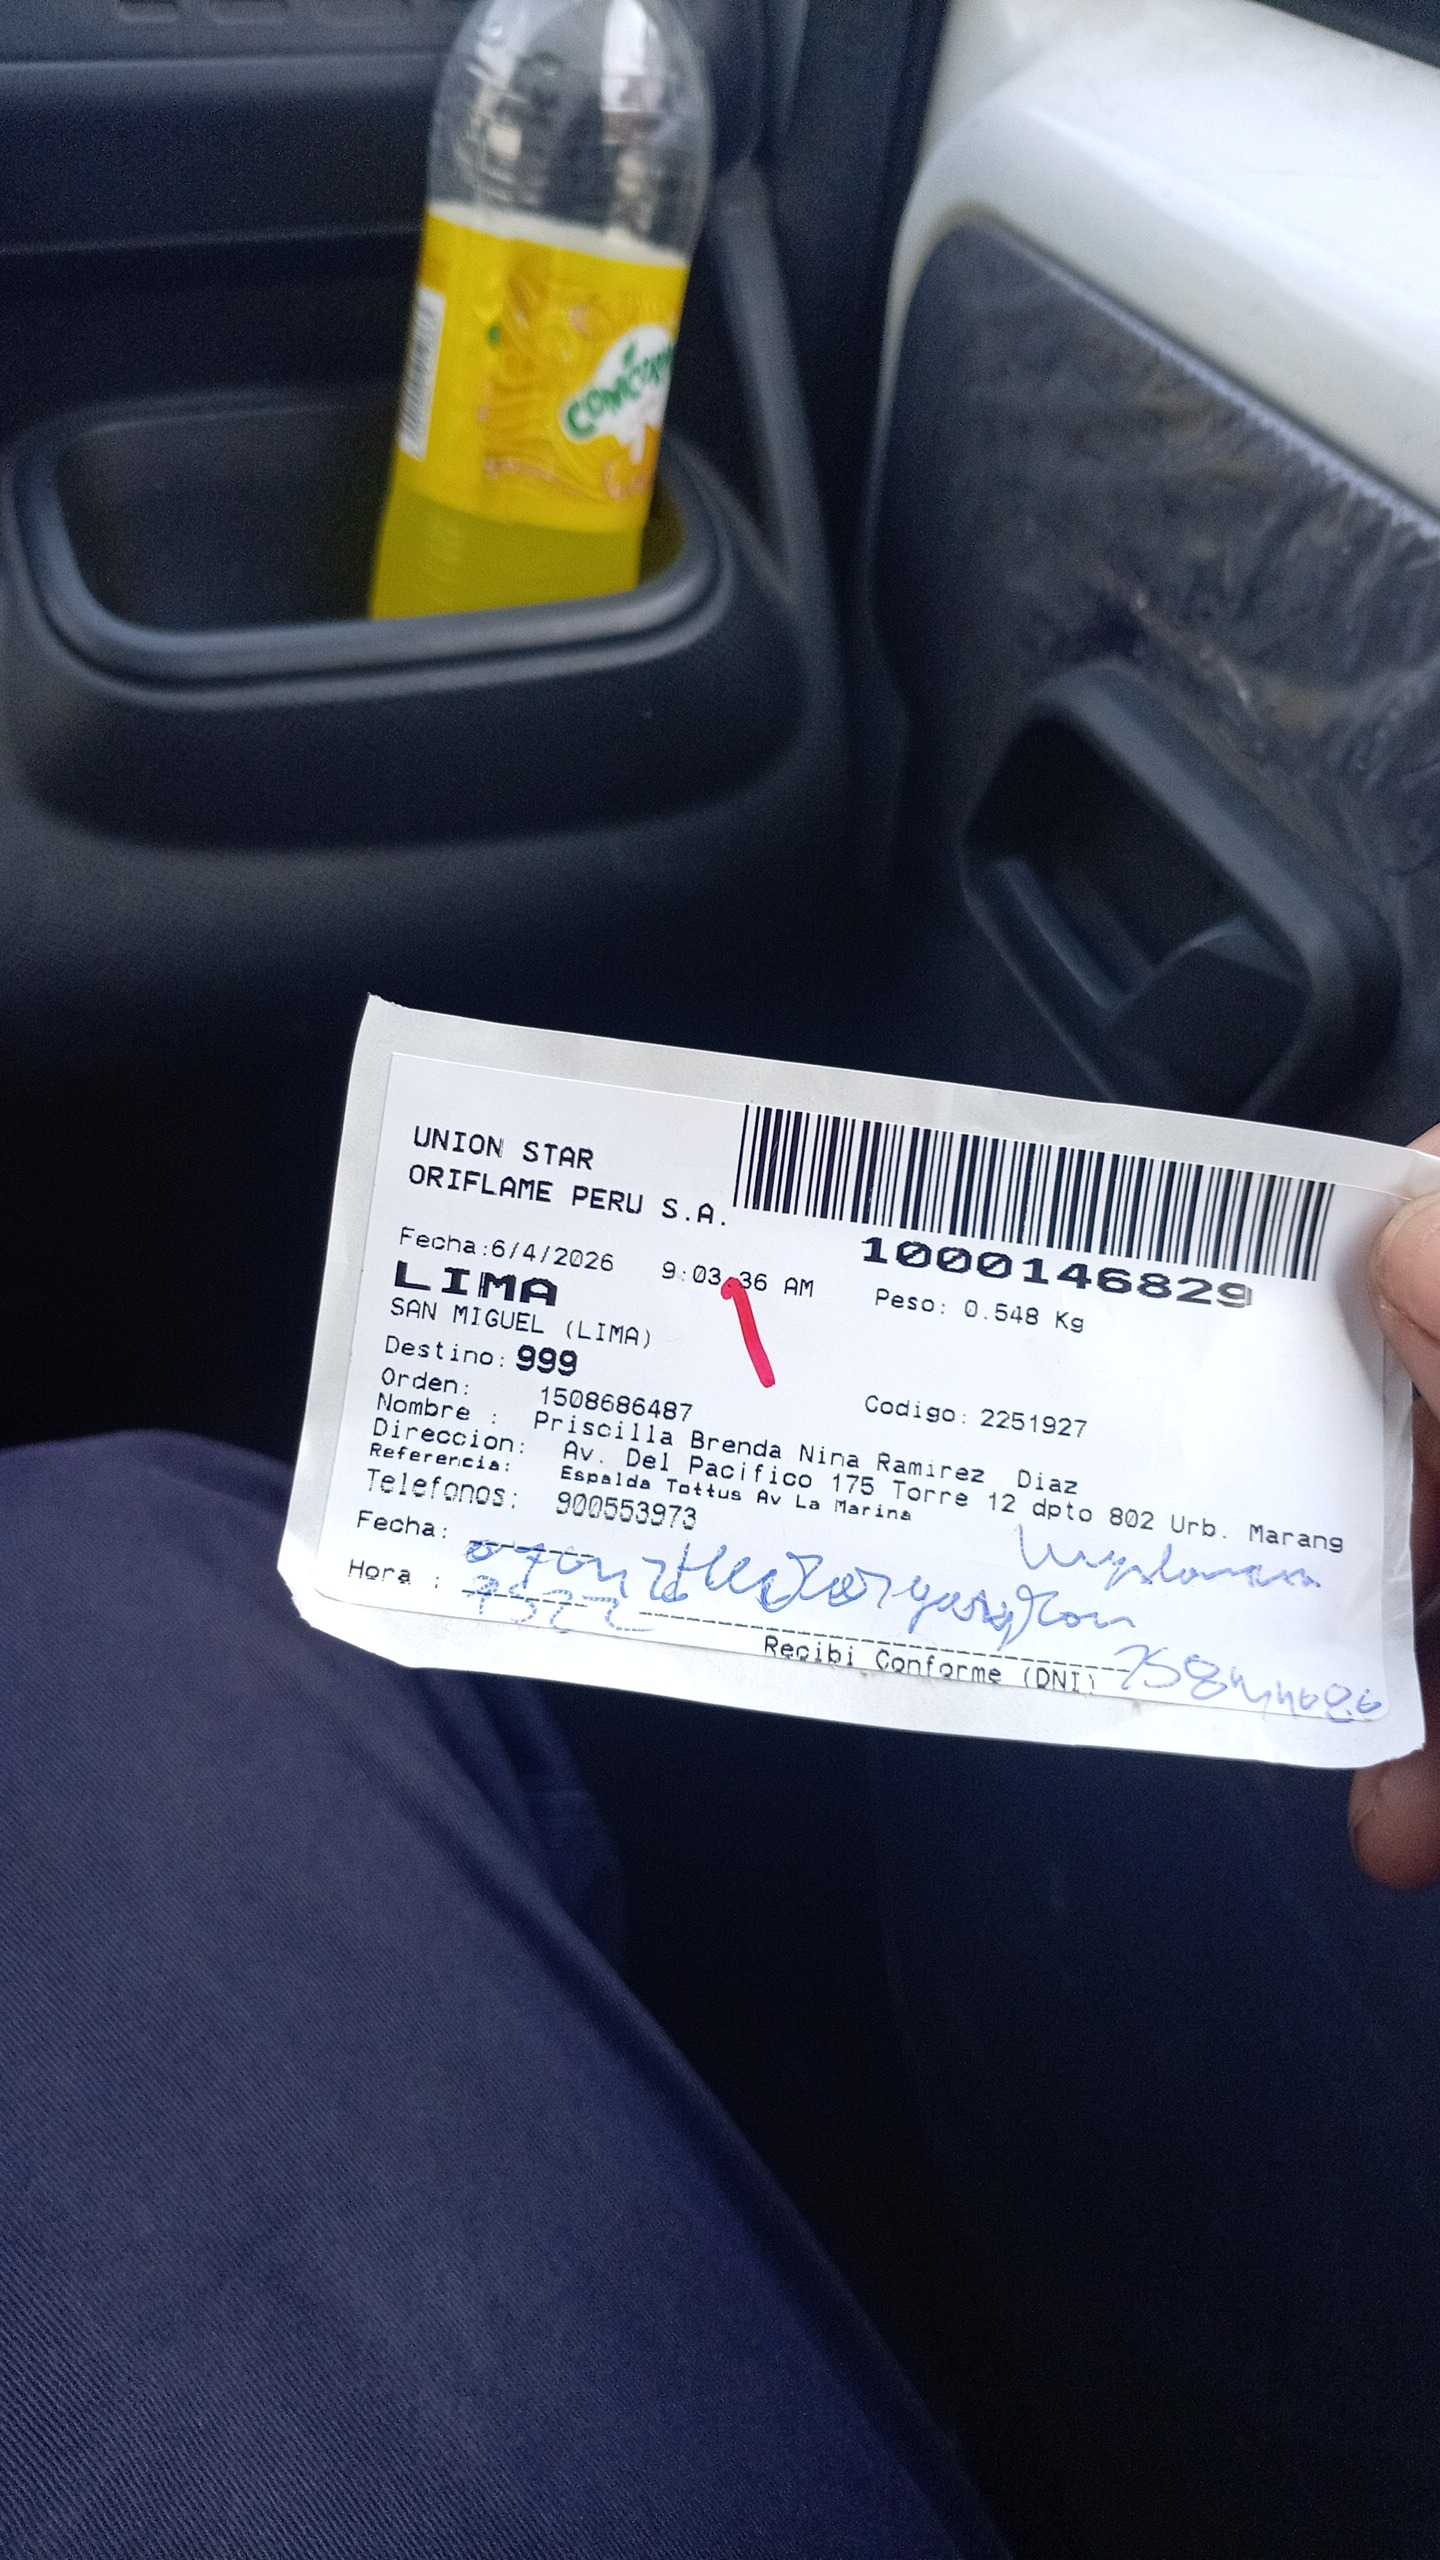 UNION STAR
ORIFLAME PERU S.A.
1000146829
Fecha:6/4/2026 9:03:36 AM
Peso: 0.548 Kg
LIMA
SAN MIGUEL (LIMA)
Destino: 999
Orden: 1508686487
Codigo: 2251927
Nombre : Priscilla Brenda Nina Ramirez Diaz
Direccion: Av. Del Pacifico 175 Torre 12 dpto 802 Urb. Marang
Referencia: Espalda Tottus Av La Marina
Telefonos: 900553973
Fecha:
Hora :
Recibi Conforme (DNI)